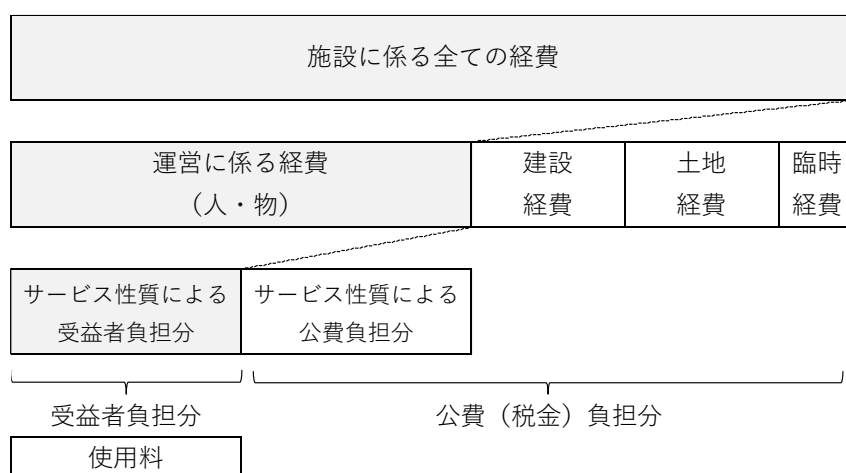 施設に係る全ての経費
運営に係る経費
（人・物）
建設
経費
土地
経費
臨時
経費
サービス性質による
受益者負担分
サービス性質による
公費負担分
受益者負担分
公費（税金）負担分
使用料